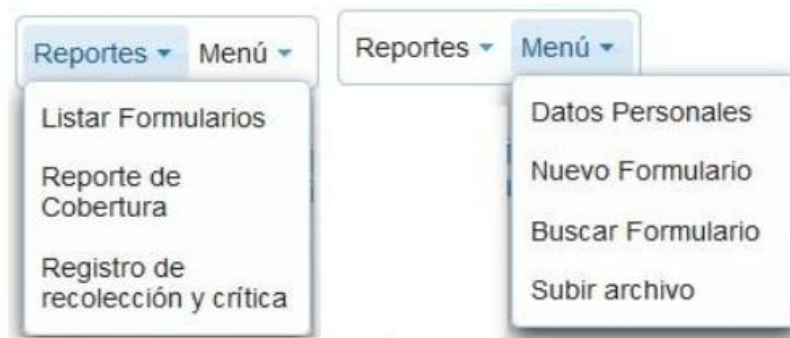 Reportes Menú
Listar Formularios
Reporte de
Cobertura
Registro de
recolección y crítica
Reportes Menú
Datos Personales
Nuevo Formulario
Buscar Formulario
Subir archivo